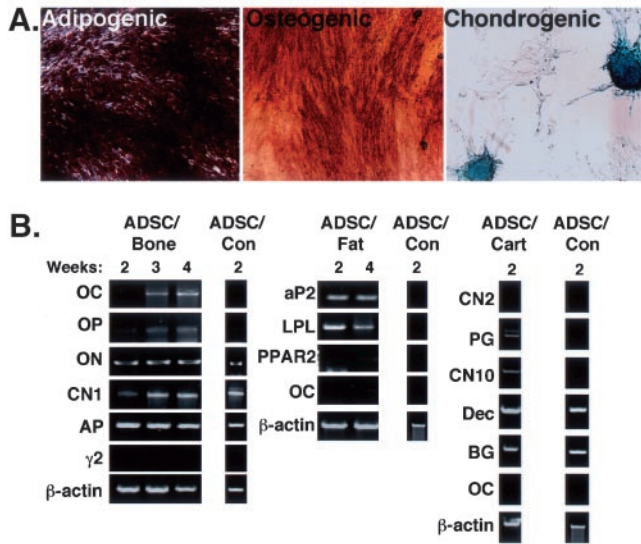 A.
Adipogenic
Osteogenic
Chondrogenic
B.
ADSC/
Bone
ADSC/
Con
Weeks: 2 3 4
2
OC
OP
ON
CN1
AP
γ2
β-actin
ADSC/
Fat
ADSC/
Con
2 4
2
aP2
LPL
PPAR2
OC
β-actin
ADSC/
Cart
ADSC/
Con
2
2
CN2
PG
CN10
Dec
BG
OC
β-actin